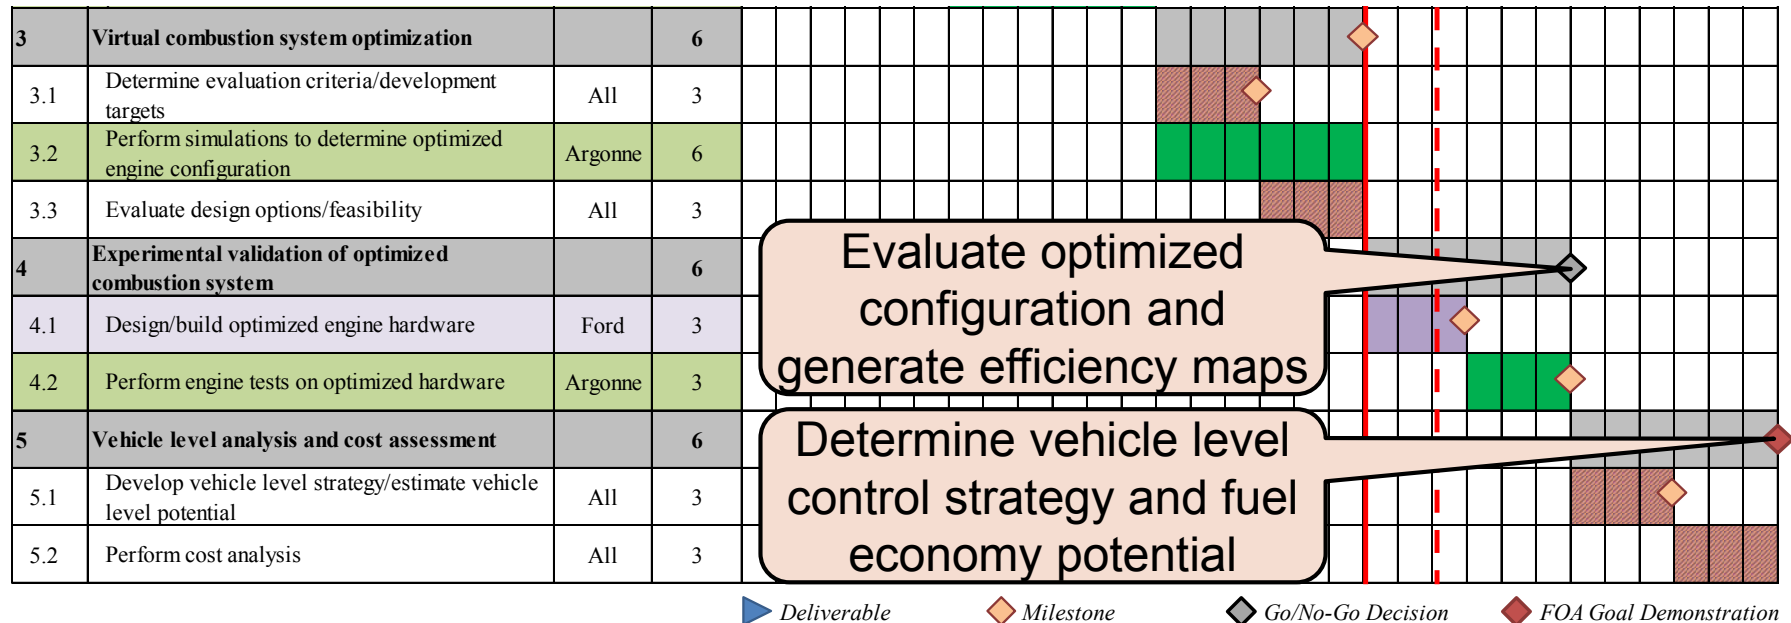 3 Virtual combustion system optimization 6
3.1 Determine evaluation criteria/development
targets All 3
3.2 Perform simulations to determine optimized
engine configuration Argonne 6
3.3 Evaluate design options/feasibility All 3
4 Experimental validation of optimized
combustion system 6
4.1 Design/build optimized engine hardware Ford 3
4.2 Perform engine tests on optimized hardware Argonne 3
5 Vehicle level analysis and cost assessment 6
5.1 Develop vehicle level strategy/estimate vehicle
level potential All 3
5.2 Perform cost analysis All 3
Evaluate optimized
configuration and
generate efficiency maps
Determine vehicle level
control strategy and fuel
economy potential
Deliverable Milestone Go/No-Go Decision FOA Goal Demonstration